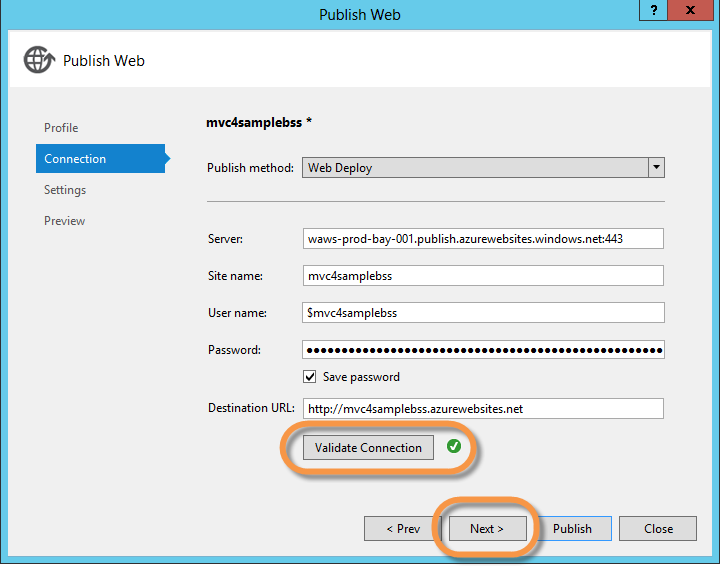 Publish Web
? x
Publish Web
Profile
Connection
Settings
Preview
mvc4samplebss *
Publish method: Web Deploy
Server: waws-prod-bay-001.publish.azurewebsites.windows.net:443
Site name: mvc4samplebss
User name: $mvc4samplebss
Password: ••••••••••••••••••••••••••••••••••••••••••••••••••
Save password
Destination URL: http://mvc4samplebss.azurewebsites.net
Validate Connection
< Prev Next > Publish Close